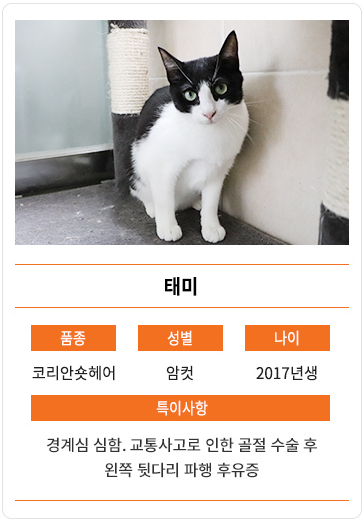 태미
품종 성별 나이
코리안숏헤어 암컷 2017년생
특이사항
경계심 심함. 교통사고로 인한 골절 수술 후
왼쪽 뒷다리 파행 후유증